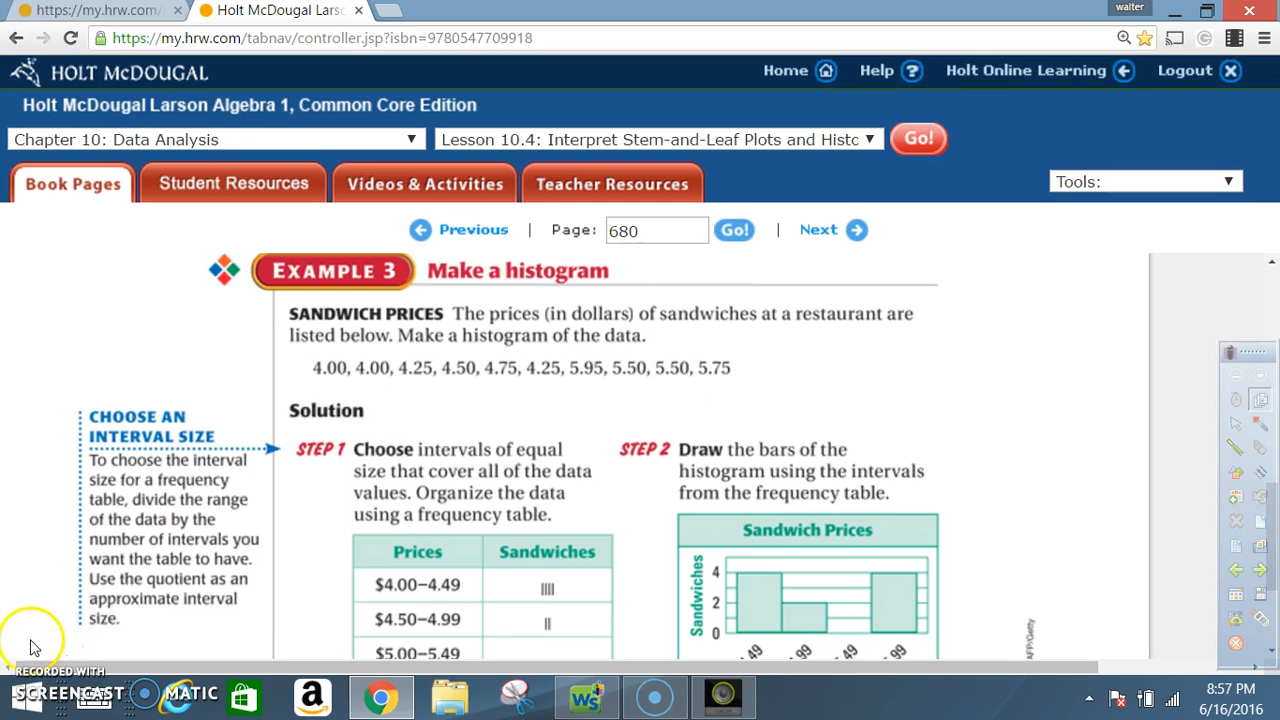 https://my.hrw.com/tabnav
Holt McDougal Lars
walter
https://my.hrw.com/tabnav/controller.jsp?isbn=9780547709918
HOLT MCDOUGAL
Home
Help
Holt Online Learning
Logout
Holt McDougal Larson Algebra 1, Common Core Edition
Chapter 10: Data Analysis
Lesson 10.4: Interpret Stem-and-Leaf Plots and Histo
Go!
Book Pages
Student Resources
Videos & Activities
Teacher Resources
Tools:
Previous | Page: 680 Go! | Next
EXAMPLE 3 Make a histogram
SANDWICH PRICES The prices (in dollars) of sandwiches at a restaurant are
listed below. Make a histogram of the data.
4.00, 4.00, 4.25, 4.50, 4.75, 4.25, 5.95, 5.50, 5.50, 5.75
Solution
CHOOSE AN
INTERVAL SIZE
To choose the interval
size for a frequency
table, divide the range
of the data by the
number of intervals you
want the table to have.
Use the quotient as an
approximate interval
size.
STEP 1 Choose intervals of equal
size that cover all of the data
values. Organize the data
using a frequency table.
Prices Sandwiches
$4.00–4.49 ||||
$4.50–4.99 ||
$5.00–5.49
STEP 2 Draw the bars of the
histogram using the intervals
from the frequency table.
Sandwich Prices
Sandwiches
4
2
0
AFP/Getty
RECORDED WITH
SCREENCAST MATIC
8:57 PM
6/16/2016